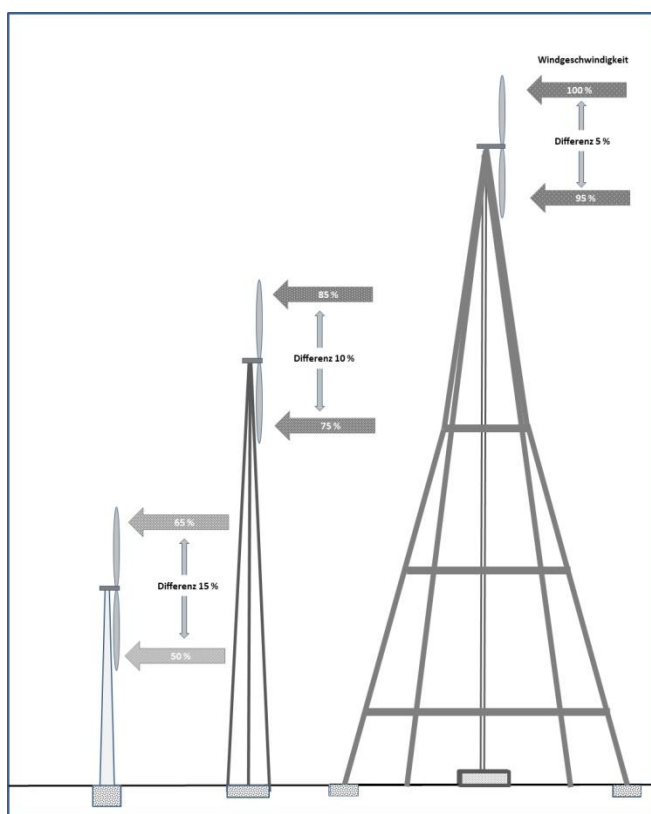 Windgeschwindigkeit
100 %
Differenz 5 %
95 %
85 %
Differenz 10 %
75 %
65 %
Differenz 15 %
50 %